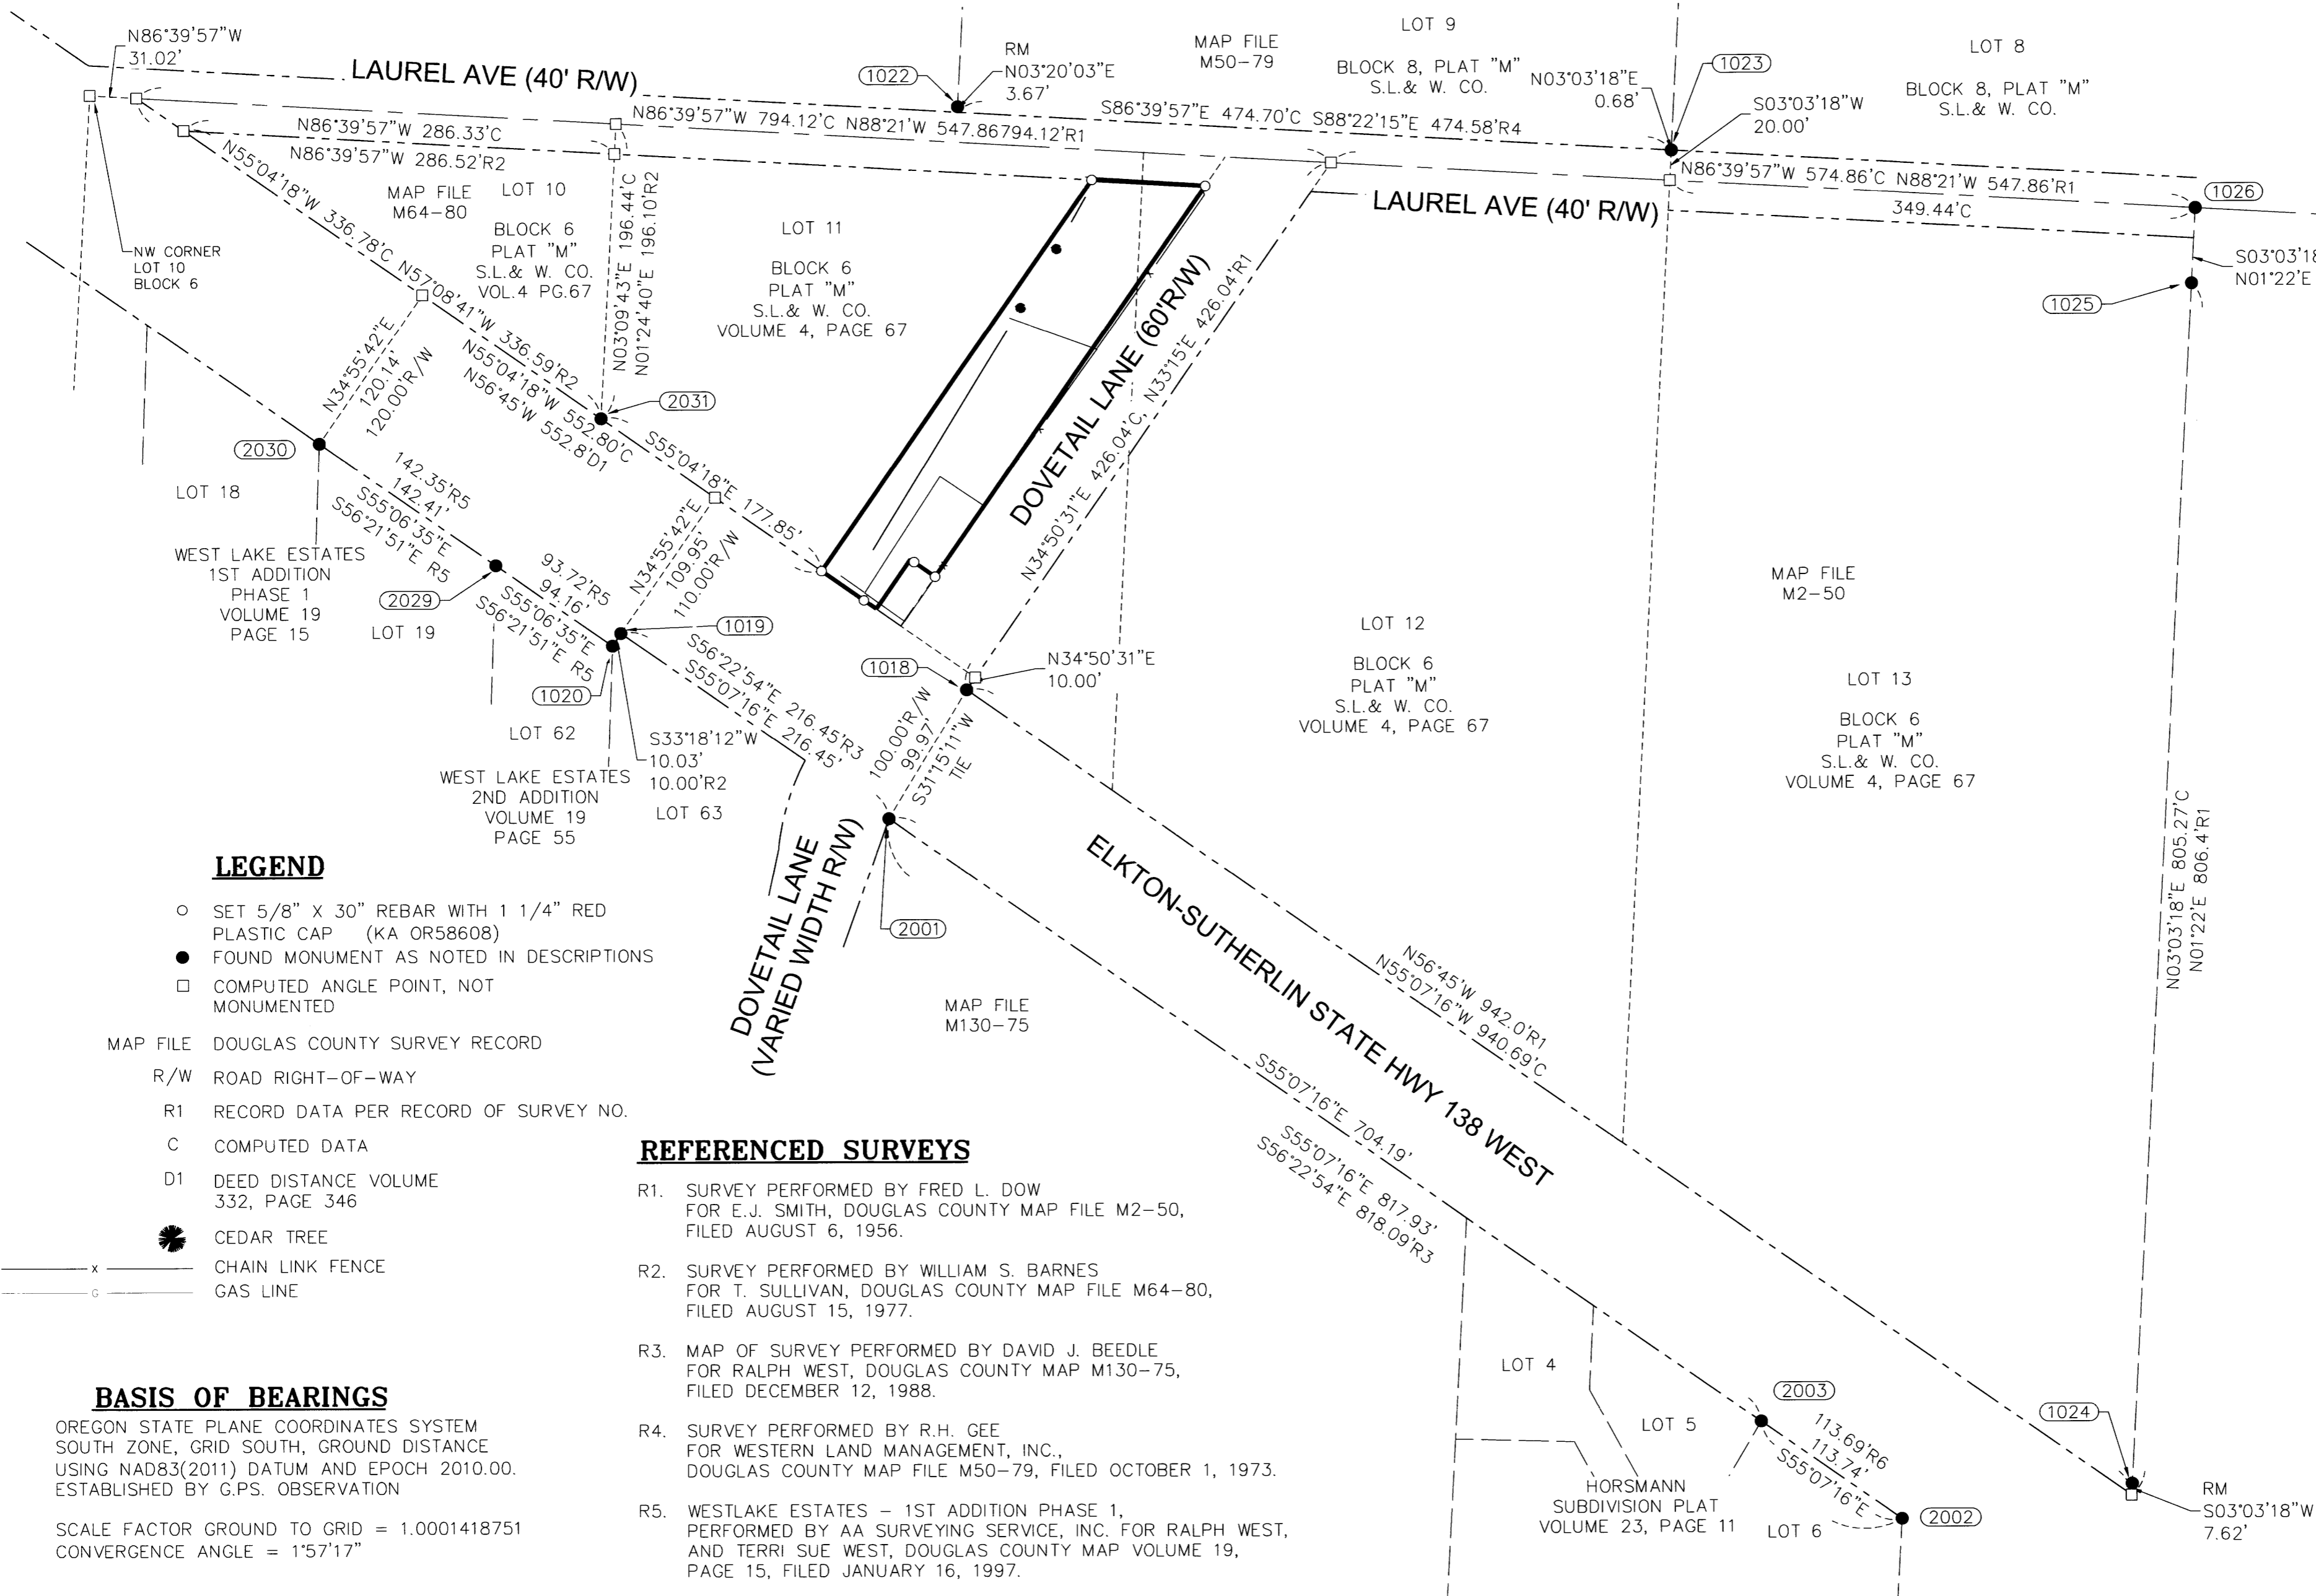 N86°39'57"W
31.02'
LAUREL AVE (40' R/W)
1022
RM
N03°20'03"E
3.67'
MAP FILE
M50-79
LOT 9
BLOCK 8, PLAT "M"
S.L.& W. CO.
N03°03'18"E
0.68'
1023
S03°03'18"W
20.00'
LOT 8
BLOCK 8, PLAT "M"
S.L.& W. CO.
N86°39'57"W 286.33'C
N86°39'57"W 794.12'C N88°21'W 547.86794.12'R1
S86°39'57"E 474.70'C S88°22'15"E 474.58'R4
N86°39'57"W 286.52'R2
N86°39'57"W 574.86'C N88°21'W 547.86'R1
349.44'C
1026
LAUREL AVE (40' R/W)
S03°03'18
N01°22'E
1025
NW CORNER
LOT 10
BLOCK 6
N55°04'18"W 336.78'C N57°08'41"W 336.59'R2
MAP FILE
M64-80
LOT 10
BLOCK 6
PLAT "M"
S.L.& W. CO.
VOL.4 PG.67
N03°09'43"E 196.44'C
N01°24'40"E 196.10'R2
LOT 11
BLOCK 6
PLAT "M"
S.L.& W. CO.
VOLUME 4, PAGE 67
DOVETAIL LANE (60'R/W)
N34°50'31"E 426.04'C, N33°15'E 426.04'R1
N34°55'42"E
120.14'
120.00'R/W
N55°04'18"W 552.80'C
N56°45'W 552.8'D1
2031
2030
S55°04'18"E 177.85'
142.35'R5
142.41'
S55°06'35"E
S56°21'51"E R5
LOT 18
WEST LAKE ESTATES
1ST ADDITION
PHASE 1
VOLUME 19
PAGE 15
2029
LOT 19
93.72'R5
94.16'
S55°06'35"E
S56°21'51"E R5
N34°55'42"E
109.95'
110.00'R/W
1019
1020
S56°22'54"E 216.45'R3
S55°07'16"E 216.45'
1018
N34°50'31"E
10.00'
LOT 62
S33°18'12"W
10.03'
10.00'R2
WEST LAKE ESTATES
2ND ADDITION
VOLUME 19
PAGE 55
LOT 63
100.00'R/W
99.97'
S31°15'11"W
TIE
2001
DOVETAIL LANE
(VARIED WIDTH R/W)
MAP FILE
M130-75
LOT 12
BLOCK 6
PLAT "M"
S.L.& W. CO.
VOLUME 4, PAGE 67
MAP FILE
M2-50
LOT 13
BLOCK 6
PLAT "M"
S.L.& W. CO.
VOLUME 4, PAGE 67
N03°03'18"E 805.27'C
N01°22'E 806.4'R1
ELKTON-SUTHERLIN STATE HWY 138 WEST
N56°45'W 942.0'R1
N55°07'16"W 940.69'C
S55°07'16"E 704.19'
S55°07'16"E 817.93'
S56°22'54"E 818.09'R3
LOT 4
LOT 5
2003
113.69'R6
113.74'
S55°07'16"E
HORSMANN
SUBDIVISION PLAT
VOLUME 23, PAGE 11
LOT 6
2002
1024
RM
S03°03'18"W
7.62'
LEGEND
SET 5/8" X 30" REBAR WITH 1 1/4" RED
PLASTIC CAP (KA OR58608)
FOUND MONUMENT AS NOTED IN DESCRIPTIONS
COMPUTED ANGLE POINT, NOT
MONUMENTED
MAP FILE DOUGLAS COUNTY SURVEY RECORD
R/W ROAD RIGHT-OF-WAY
R1 RECORD DATA PER RECORD OF SURVEY NO.
C COMPUTED DATA
D1 DEED DISTANCE VOLUME
332, PAGE 346
CEDAR TREE
X CHAIN LINK FENCE
G GAS LINE
BASIS OF BEARINGS
OREGON STATE PLANE COORDINATES SYSTEM
SOUTH ZONE, GRID SOUTH, GROUND DISTANCE
USING NAD83(2011) DATUM AND EPOCH 2010.00.
ESTABLISHED BY G.PS. OBSERVATION
SCALE FACTOR GROUND TO GRID = 1.0001418751
CONVERGENCE ANGLE = 1°57'17"
REFERENCED SURVEYS
R1. SURVEY PERFORMED BY FRED L. DOW
FOR E.J. SMITH, DOUGLAS COUNTY MAP FILE M2-50,
FILED AUGUST 6, 1956.
R2. SURVEY PERFORMED BY WILLIAM S. BARNES
FOR T. SULLIVAN, DOUGLAS COUNTY MAP FILE M64-80,
FILED AUGUST 15, 1977.
R3. MAP OF SURVEY PERFORMED BY DAVID J. BEEDLE
FOR RALPH WEST, DOUGLAS COUNTY MAP M130-75,
FILED DECEMBER 12, 1988.
R4. SURVEY PERFORMED BY R.H. GEE
FOR WESTERN LAND MANAGEMENT, INC.,
DOUGLAS COUNTY MAP FILE M50-79, FILED OCTOBER 1, 1973.
R5. WESTLAKE ESTATES - 1ST ADDITION PHASE 1,
PERFORMED BY AA SURVEYING SERVICE, INC. FOR RALPH WEST,
AND TERRI SUE WEST, DOUGLAS COUNTY MAP VOLUME 19,
PAGE 15, FILED JANUARY 16, 1997.